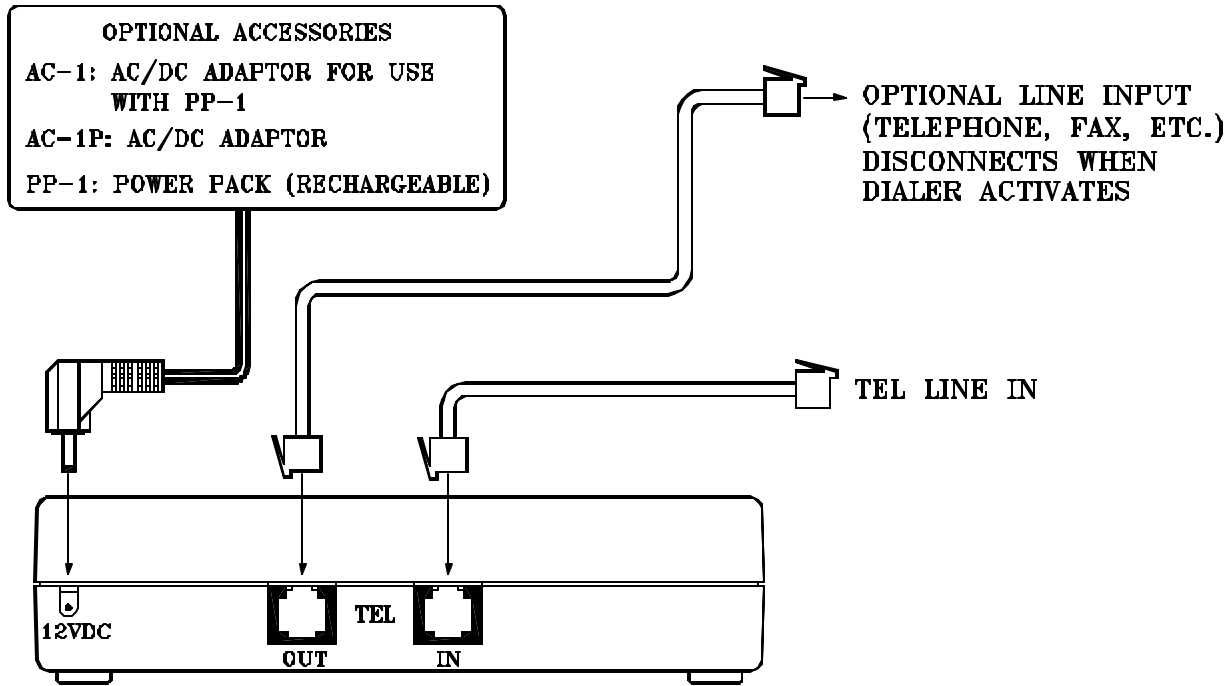 OPTIONAL ACCESSORIES
AC-1: AC/DC ADAPTOR FOR USE
WITH PP-1
AC-1P: AC/DC ADAPTOR
PP-1: POWER PACK (RECHARGEABLE)
OPTIONAL LINE INPUT
(TELEPHONE, FAX, ETC.)
DISCONNECTS WHEN
DIALER ACTIVATES
TEL LINE IN
12VDC
TEL
OUT
IN